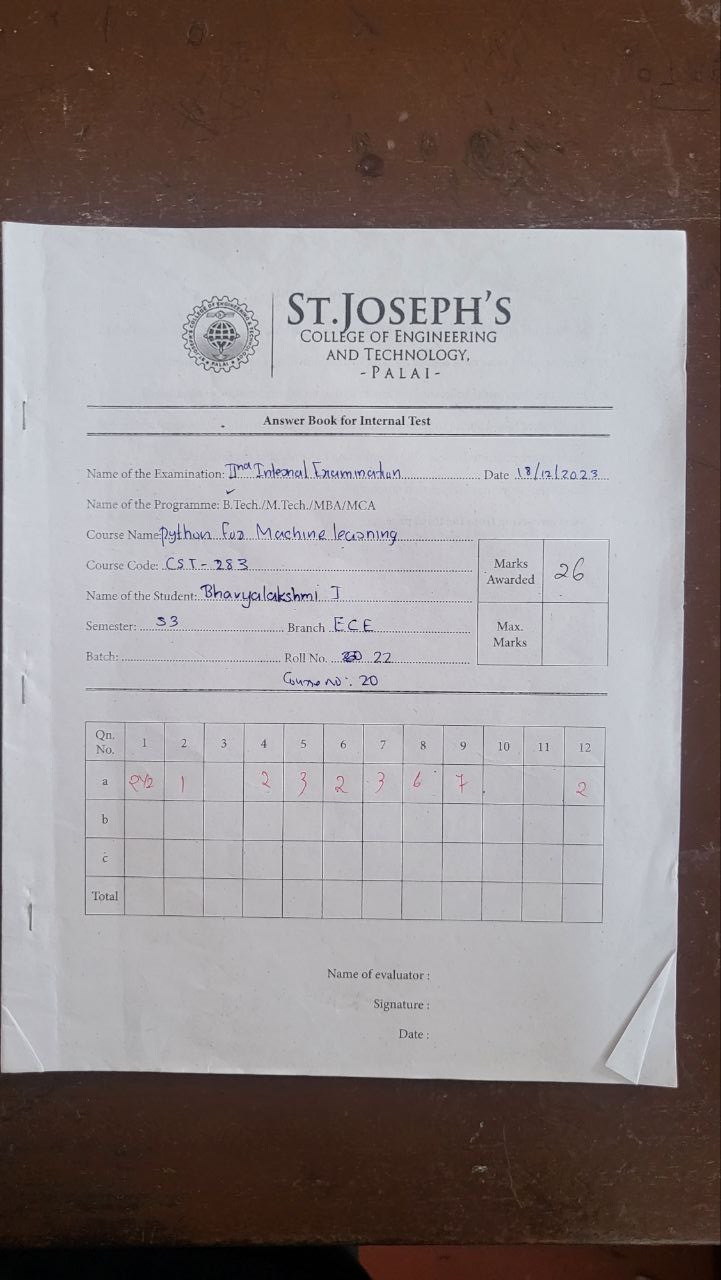 ST.JOSEPH'S
COLLEGE OF ENGINEERING
AND TECHNOLOGY,
- PALAI -
Answer Book for Internal Test
Name of the Examination: IInd Internal Examination Date 18/12/2023
Name of the Programme: B.Tech./M.Tech./MBA/MCA
Course Name: python for Machine learning
Course Code: CST - 283
Marks Awarded 26
Name of the Student: Bhavyalakshmi J
Semester: S3 Branch ECE
Max. Marks
Batch: Roll No. 22
Course no: 20
Qn. No. 1 2 3 4 5 6 7 8 9 10 11 12
a 2 1/2 1 2 3 2 3 6 7 2
b
c
Total
Name of evaluator :
Signature :
Date :